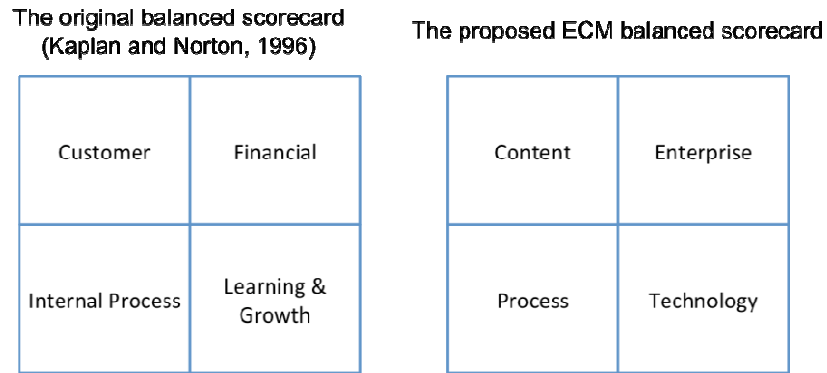 The original balanced scorecard
(Kaplan and Norton, 1996)
The proposed ECM balanced scorecard
Customer
Financial
Internal Process
Learning &
Growth
Content
Enterprise
Process
Technology